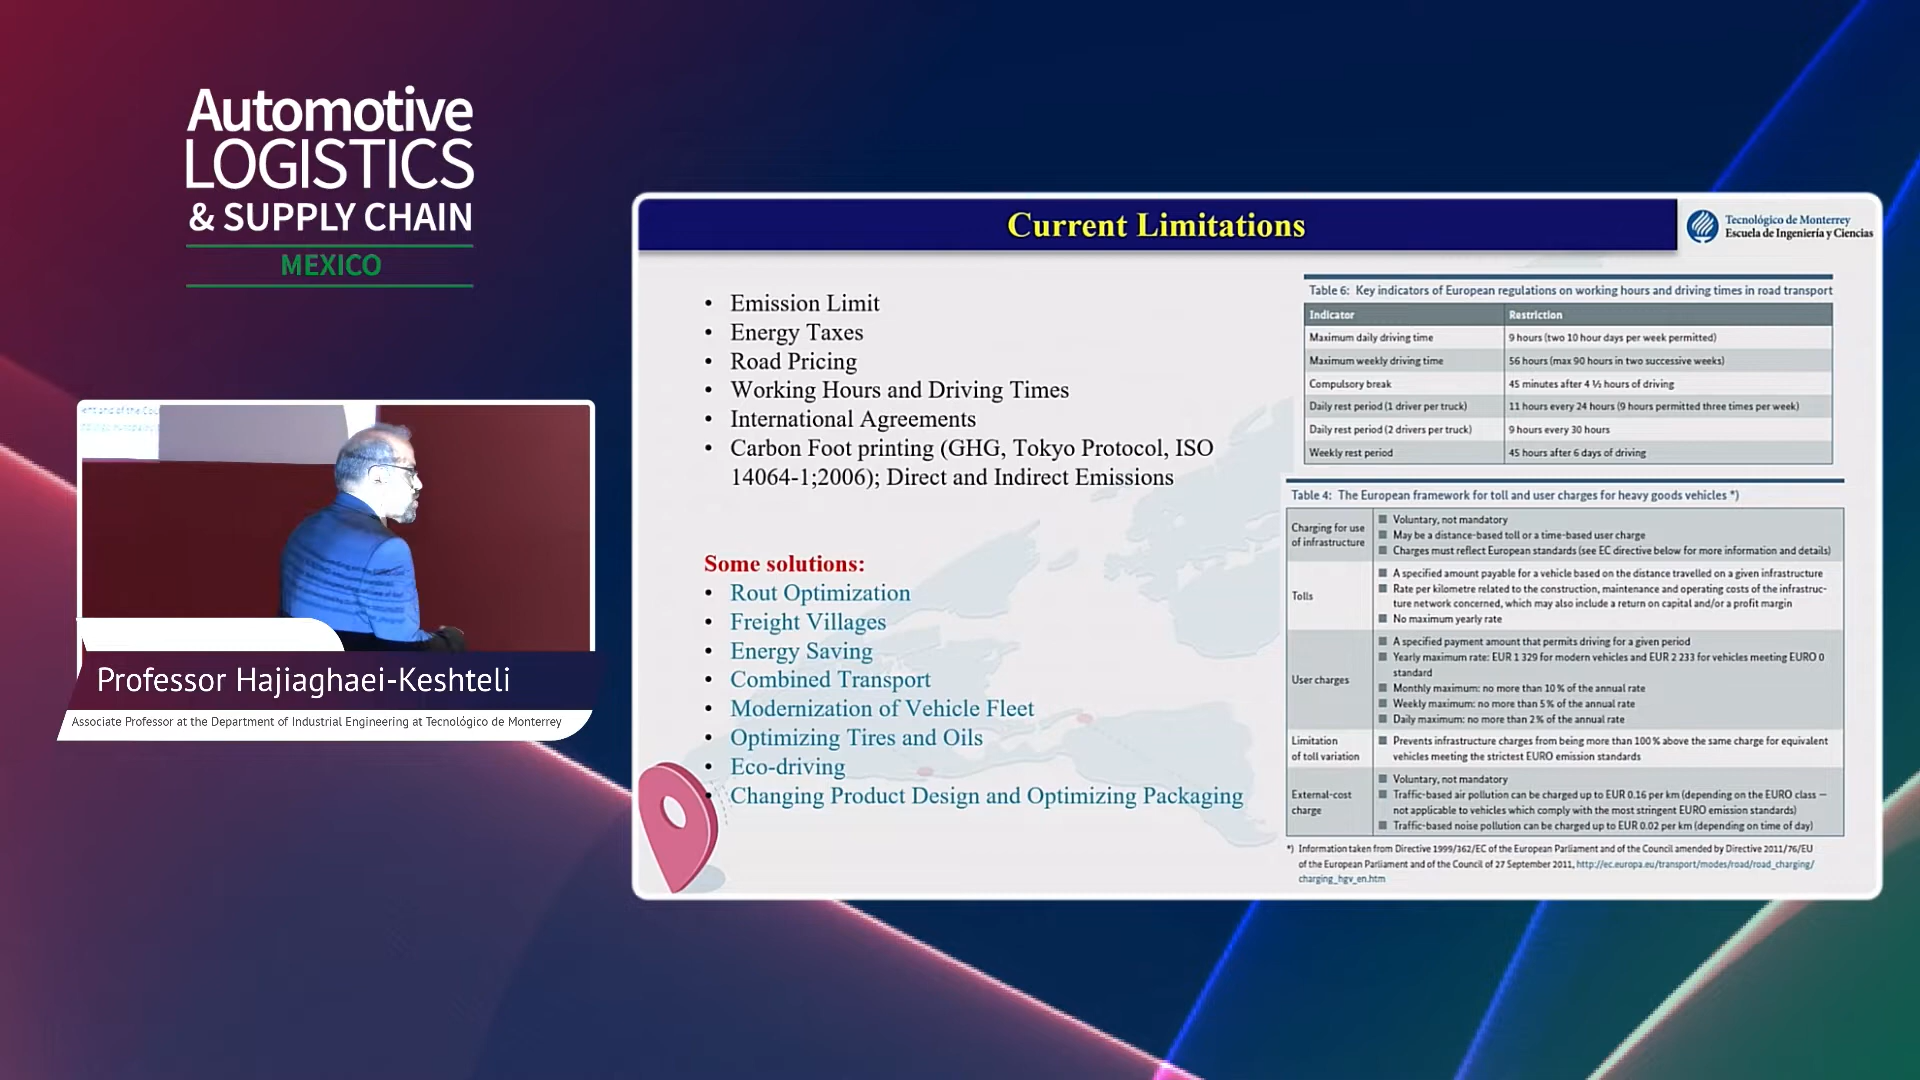 Automotive
LOGISTICS
& SUPPLY CHAIN
MEXICO
Professor Hajiaghaei-Keshteli
Associate Professor at the Department of Industrial Engineering at Tecnológico de Monterrey
Current Limitations
Tecnológico de Monterrey
Escuela de Ingeniería y Ciencias
• Emission Limit
• Energy Taxes
• Road Pricing
• Working Hours and Driving Times
• International Agreements
• Carbon Foot printing (GHG, Tokyo Protocol, ISO
14064-1;2006); Direct and Indirect Emissions
Some solutions:
• Rout Optimization
• Freight Villages
• Energy Saving
• Combined Transport
• Modernization of Vehicle Fleet
• Optimizing Tires and Oils
• Eco-driving
• Changing Product Design and Optimizing Packaging
Table 6: Key indicators of European regulations on working hours and driving times in road transport
Indicator Restriction
Maximum daily driving time 9 hours (two 10 hour days per week permitted)
Maximum weekly driving time 56 hours (max 90 hours in two successive weeks)
Compulsory break 45 minutes after 4 ½ hours of driving
Daily rest period (1 driver per truck) 11 hours every 24 hours (9 hours permitted three times per week)
Daily rest period (2 drivers per truck) 9 hours every 30 hours
Weekly rest period 45 hours after 6 days of driving
Table 4: The European framework for toll and user charges for heavy goods vehicles *)
Charging for use
of infrastructure
■ Voluntary, not mandatory
■ May be a distance-based toll or a time-based user charge
■ Charges must reflect European standards (see EC directive below for more information and details)
Tolls
■ A specified amount payable for a vehicle based on the distance travelled on a given infrastructure
■ Rate per kilometre related to the construction, maintenance and operating costs of the infrastruc-
ture network concerned, which may also include a return on capital and/or a profit margin
■ No maximum yearly rate
User charges
■ A specified payment amount that permits driving for a given period
■ Yearly maximum rate: EUR 1 329 for modern vehicles and EUR 2 233 for vehicles meeting EURO 0
standard
■ Monthly maximum: no more than 10 % of the annual rate
■ Weekly maximum: no more than 5 % of the annual rate
■ Daily maximum: no more than 2 % of the annual rate
Limitation
of toll variation
■ Prevents infrastructure charges from being more than 100 % above the same charge for equivalent
vehicles meeting the strictest EURO emission standards
External-cost
charge
■ Voluntary, not mandatory
■ Traffic-based air pollution can be charged up to EUR 0.16 per km (depending on the EURO class –
not applicable to vehicles which comply with the most stringent EURO emission standards)
■ Traffic-based noise pollution can be charged up to EUR 0.02 per km (depending on time of day)
*) Information taken from Directive 1999/362/EC of the European Parliament and of the Council amended by Directive 2011/76/EU
of the European Parliament and of the Council of 27 September 2011, http://ec.europa.eu/transport/modes/road/road_charging/
charging_hgv_en.htm